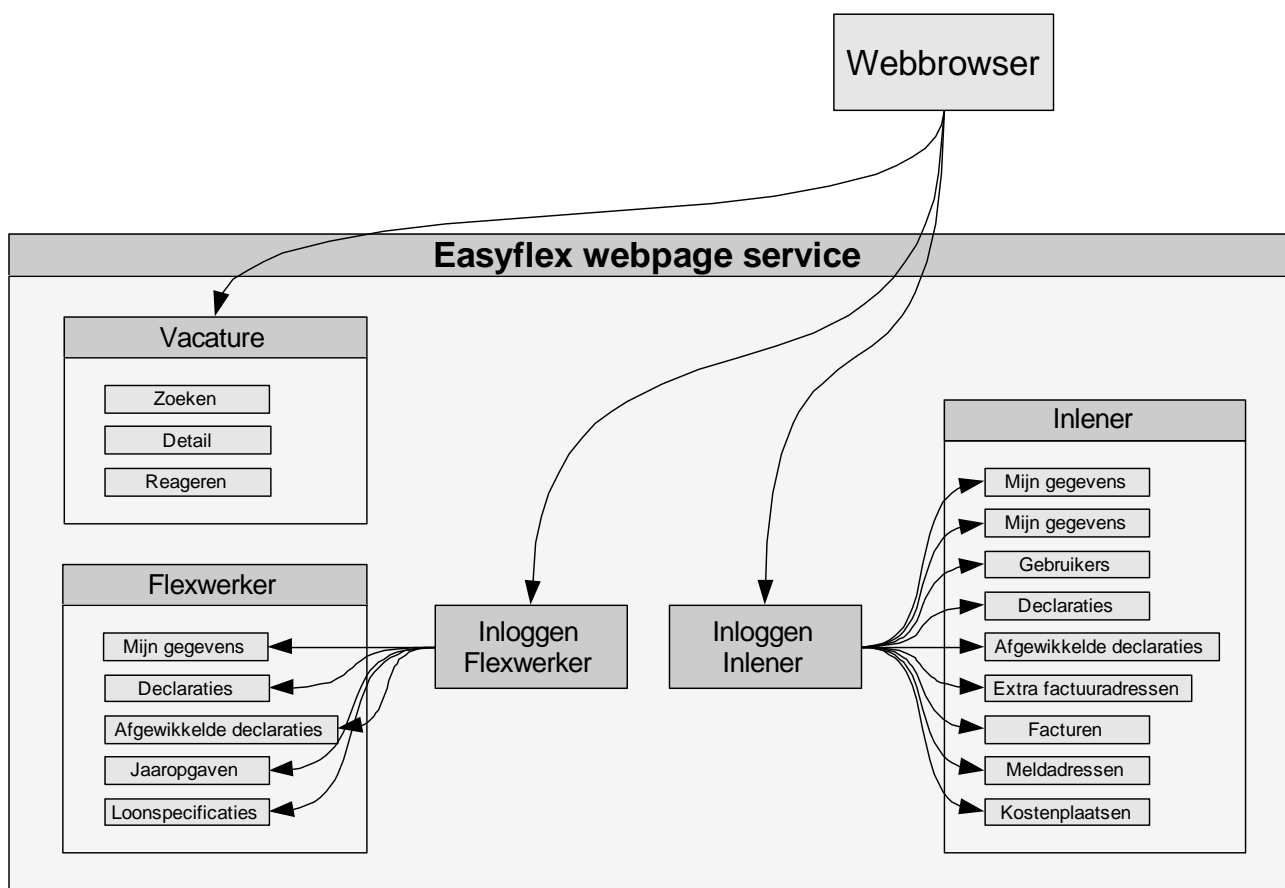 Webbrowser
Easyflex webpage service
Vacature
Zoeken
Detail
Reageren
Flexwerker
Mijn gegevens
Declaraties
Afgewikkelde declaraties
Jaaropgaven
Loonspecificaties
Inloggen
Flexwerker
Inloggen
Inlener
Inlener
Mijn gegevens
Mijn gegevens
Gebruikers
Declaraties
Afgewikkelde declaraties
Extra factuuradressen
Facturen
Meldadressen
Kostenplaatsen